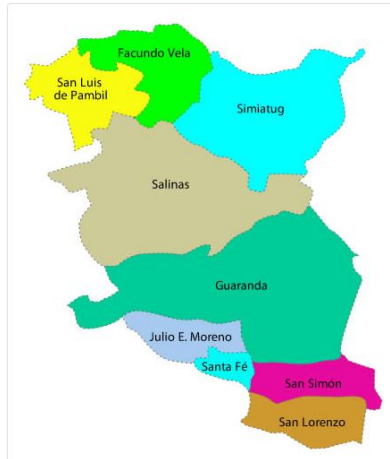 Facundo Vela
San Luis
de Pambil
Simiatug
Salinas
Guaranda
Julio E. Moreno
Santa Fé
San Simón
San Lorenzo